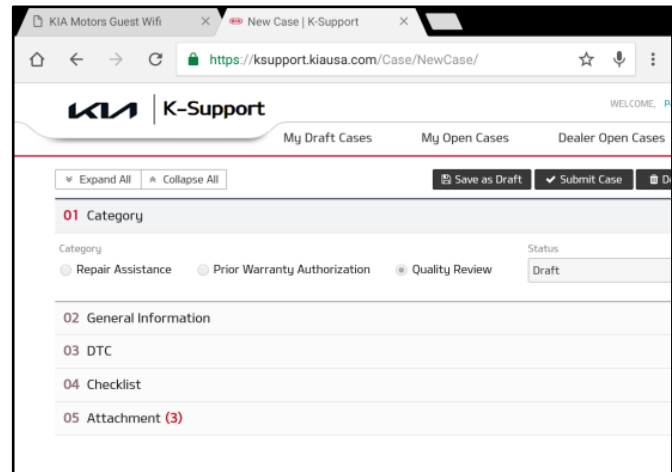 KIA Motors Guest Wifi
New Case | K-Support
https://ksupport.kiausa.com/Case/NewCase/
KIA K-Support
WELCOME,
My Draft Cases My Open Cases Dealer Open Cases
Expand All Collapse All Save as Draft Submit Case
01 Category
Category Status
Repair Assistance Prior Warranty Authorization Quality Review Draft
02 General Information
03 DTC
04 Checklist
05 Attachment (3)